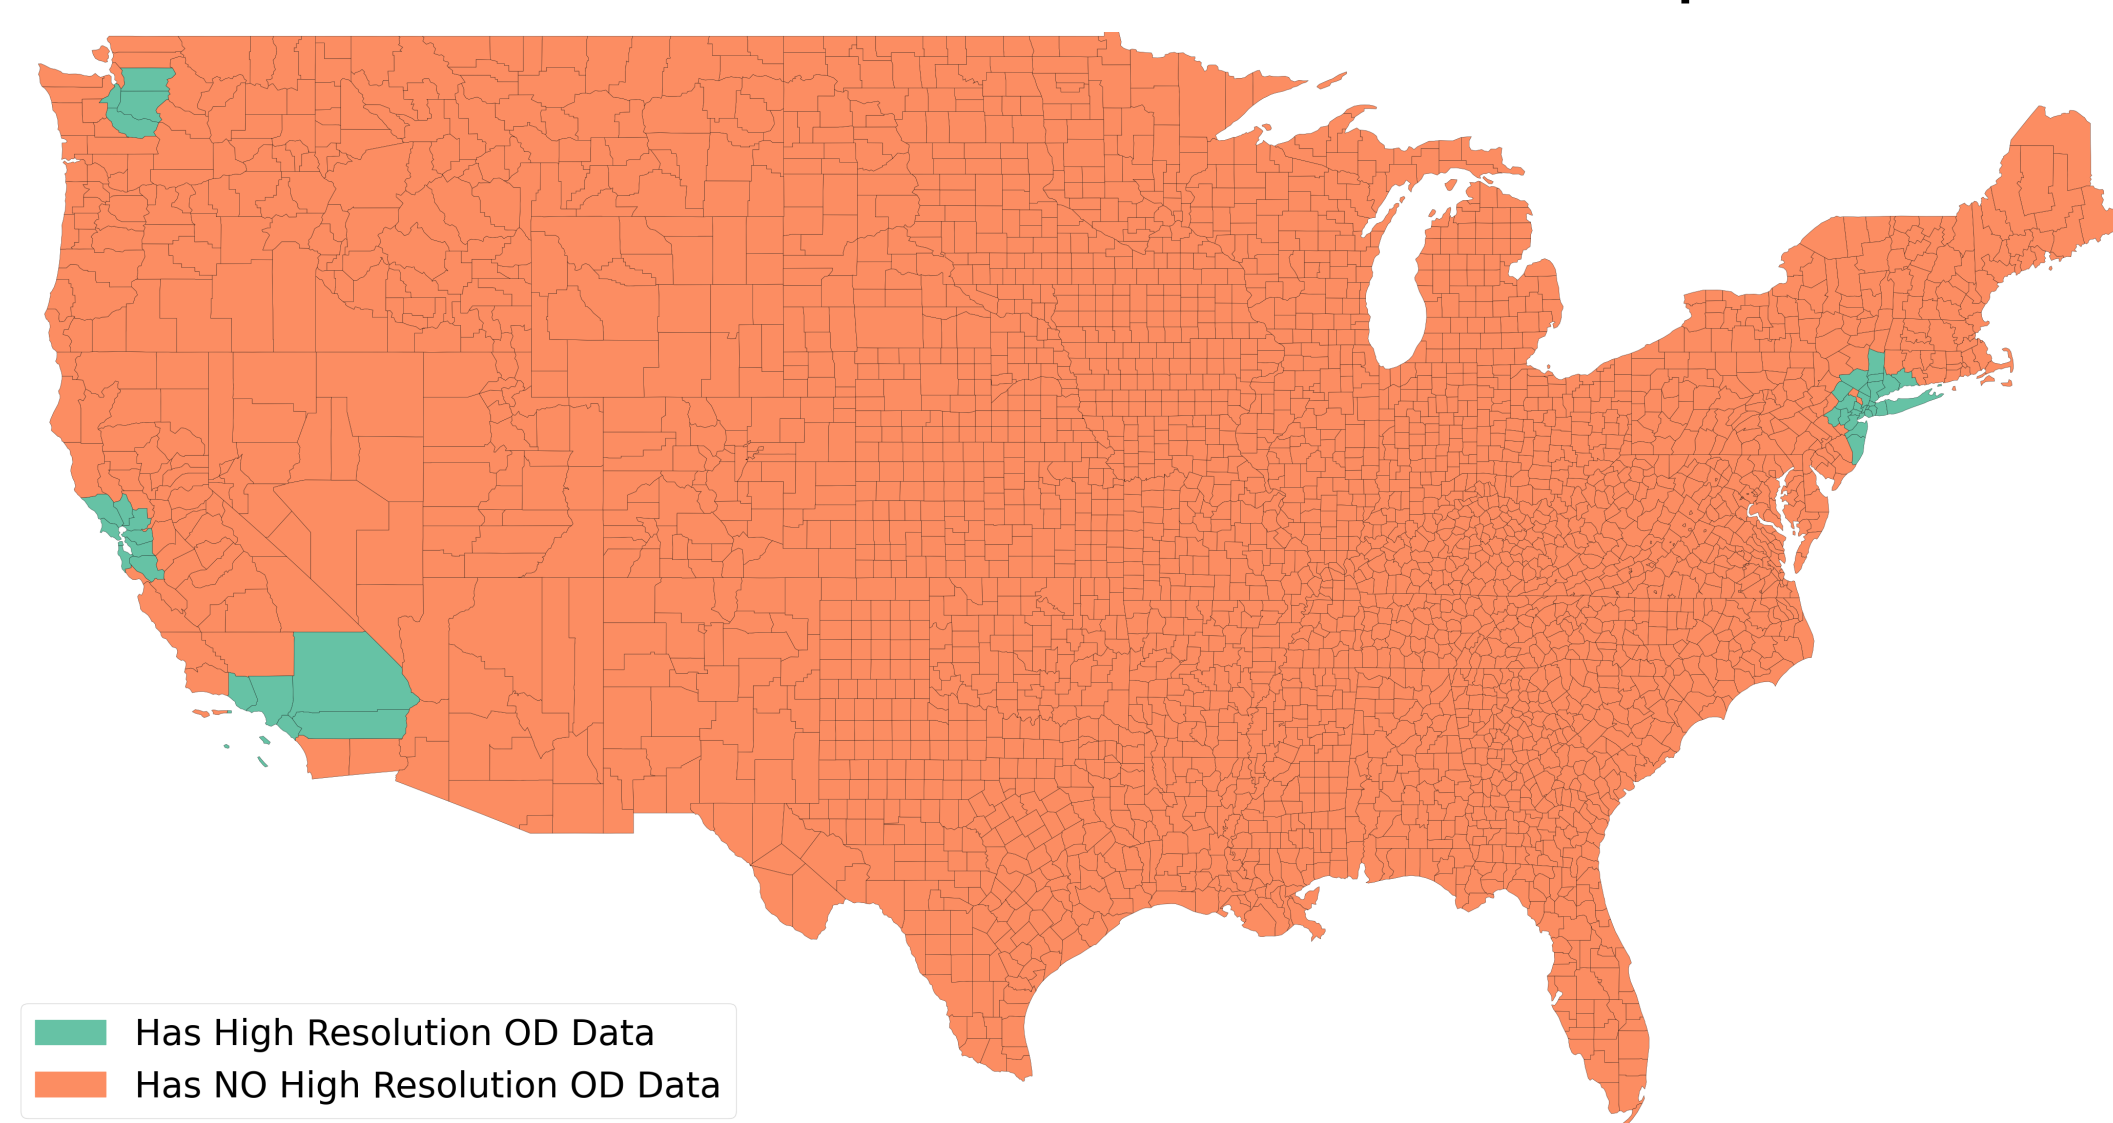 Has High Resolution OD Data
Has NO High Resolution OD Data